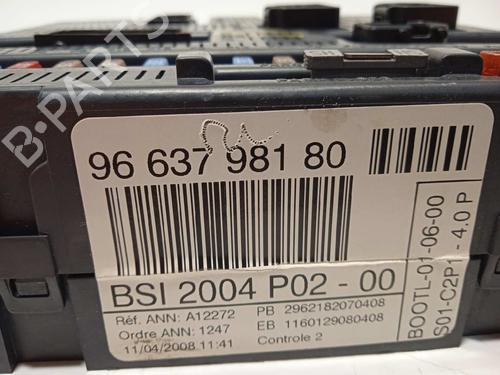 96 637 981 80
BSI 2004 P02 - 00
Réf. ANN: A12272
PB 2962182070408
Ordre ANN: 1247
EB 1160129080408
11/04/2008 11:41
Controle 2
BOOTL-01-06-00
S01-C2P1 - 4.0 P
B-PARTS